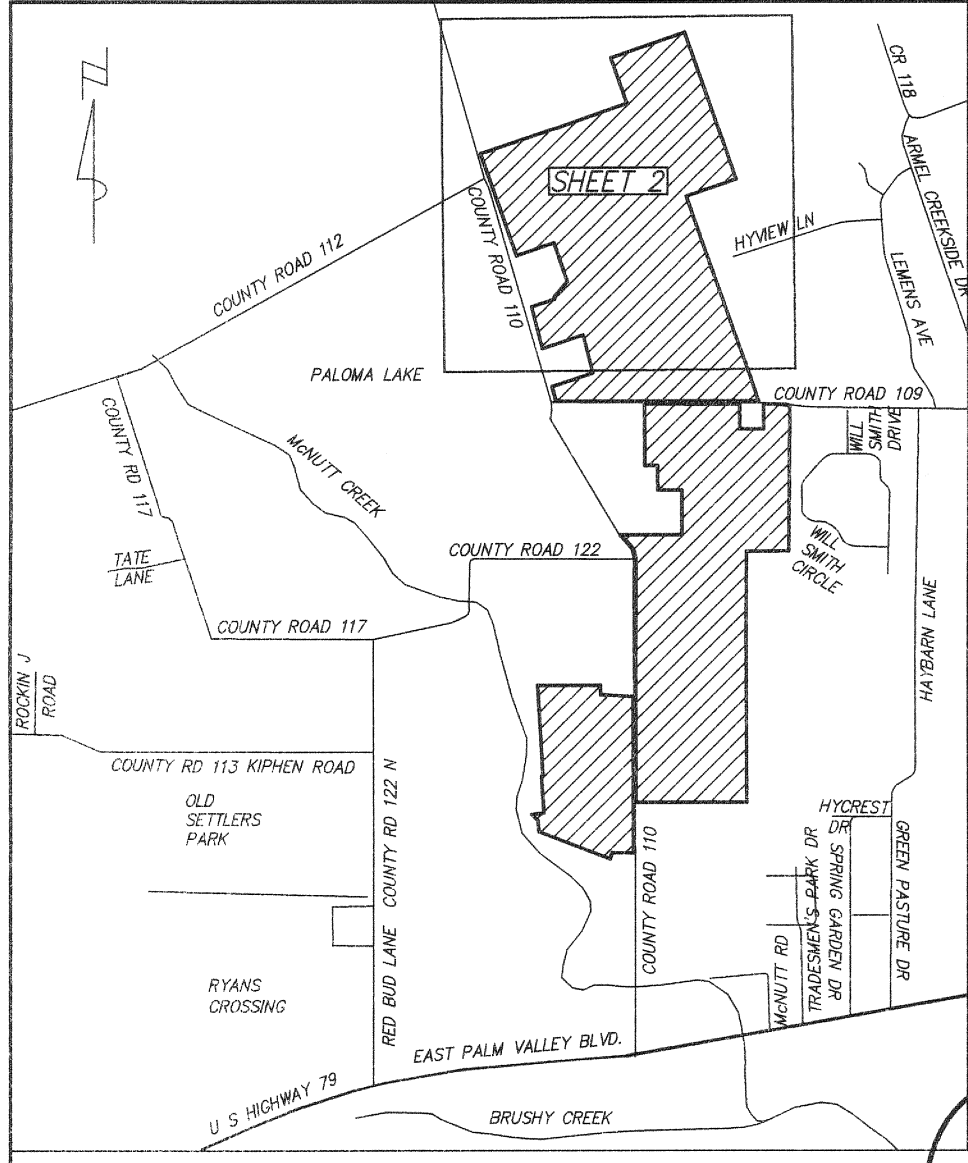 N
CR 118
ARMEL CREEKSIDE DR
SHEET 2
COUNTY ROAD 110
HYVIEW LN
LEMENS AVE
COUNTY ROAD 112
PALOMA LAKE
COUNTY ROAD 109
COUNTY RD 117
McNUTT CREEK
WILL
SMITH
DRIVE
WILL
SMITH
CIRCLE
COUNTY ROAD 122
TATE
LANE
HAYBARN LANE
COUNTY ROAD 117
ROCKIN J
ROAD
COUNTY RD 113 KIPHEN ROAD
OLD
SETTLERS
PARK
RED BUD LANE COUNTY RD 122 N
HYCREST
DR
COUNTY ROAD 110
McNUTT RD
TRADESMEN'S PARK DR
SPRING GARDEN DR
GREEN PASTURE DR
RYANS
CROSSING
EAST PALM VALLEY BLVD.
U S HIGHWAY 79
BRUSHY CREEK